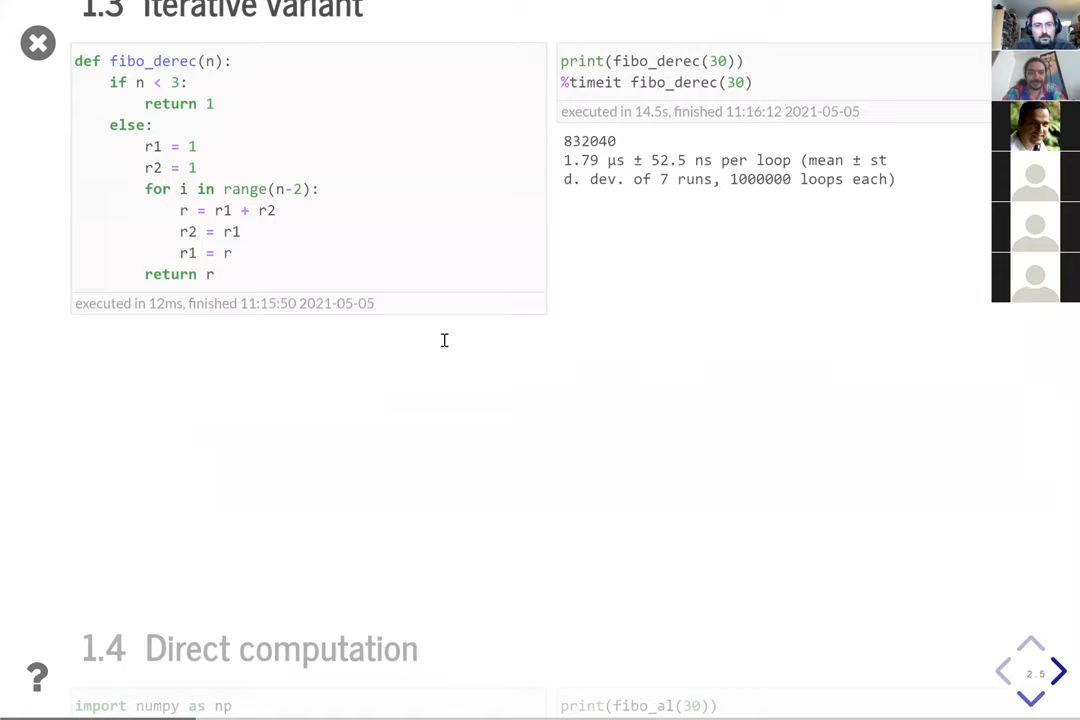 1.3 Iterative variant
def fibo_derec(n):
if n < 3:
return 1
else:
r1 = 1
r2 = 1
for i in range(n-2):
r = r1 + r2
r2 = r1
r1 = r
return r
executed in 12ms, finished 11:15:50 2021-05-05
print(fibo_derec(30))
%timeit fibo_derec(30)
executed in 14.5s, finished 11:16:12 2021-05-05
832040
1.79 µs ± 52.5 ns per loop (mean ± st
d. dev. of 7 runs, 1000000 loops each)
1.4 Direct computation
import numpy as np
print(fibo_al(30))
?
2.5